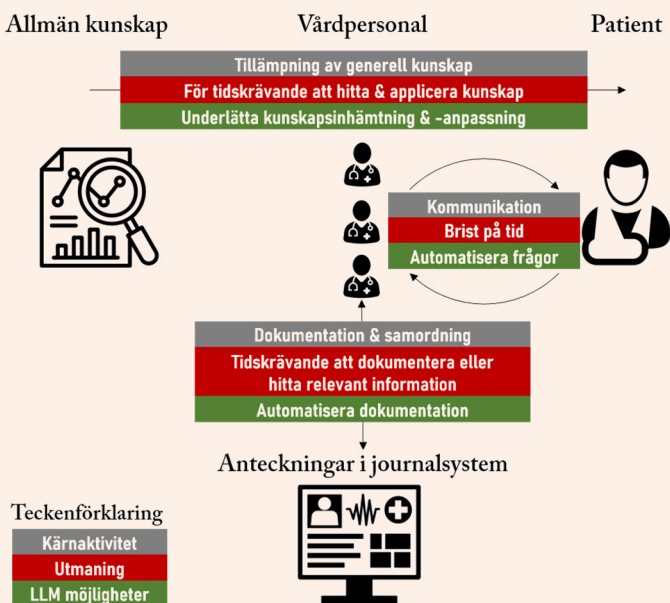 Allmän kunskap
Vårdpersonal
Patient
Tillämpning av generell kunskap
För tidskrävande att hitta & applicera kunskap
Underlätta kunskapsinhämtning & -anpassning
Kommunikation
Brist på tid
Automatisera frågor
Dokumentation & samordning
Tidskrävande att dokumentera eller
hitta relevant information
Automatisera dokumentation
Anteckningar i journalsystem
Teckenförklaring
Kärnaktivitet
Utmaning
LLM möjligheter